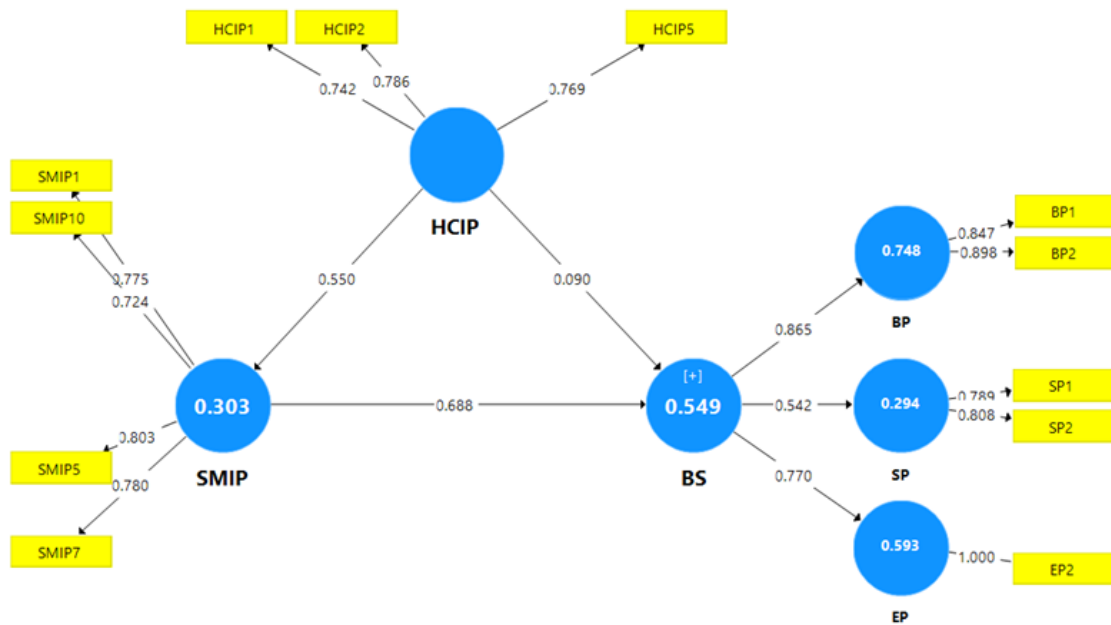 HCIP1
HCIP2
HCIP5
0.742
0.786
0.769
SMIP1
SMIP10
HCIP
BP1
BP2
0.847
0.898
0.748
BP
0.775
0.724
0.550
0.090
0.865
[+]
0.303
0.688
0.549
0.542
0.294
SP1
SP2
0.789
0.808
SP
0.803
SMIP5
0.780
SMIP
BS
0.770
SMIP7
0.593
1.000
EP2
EP